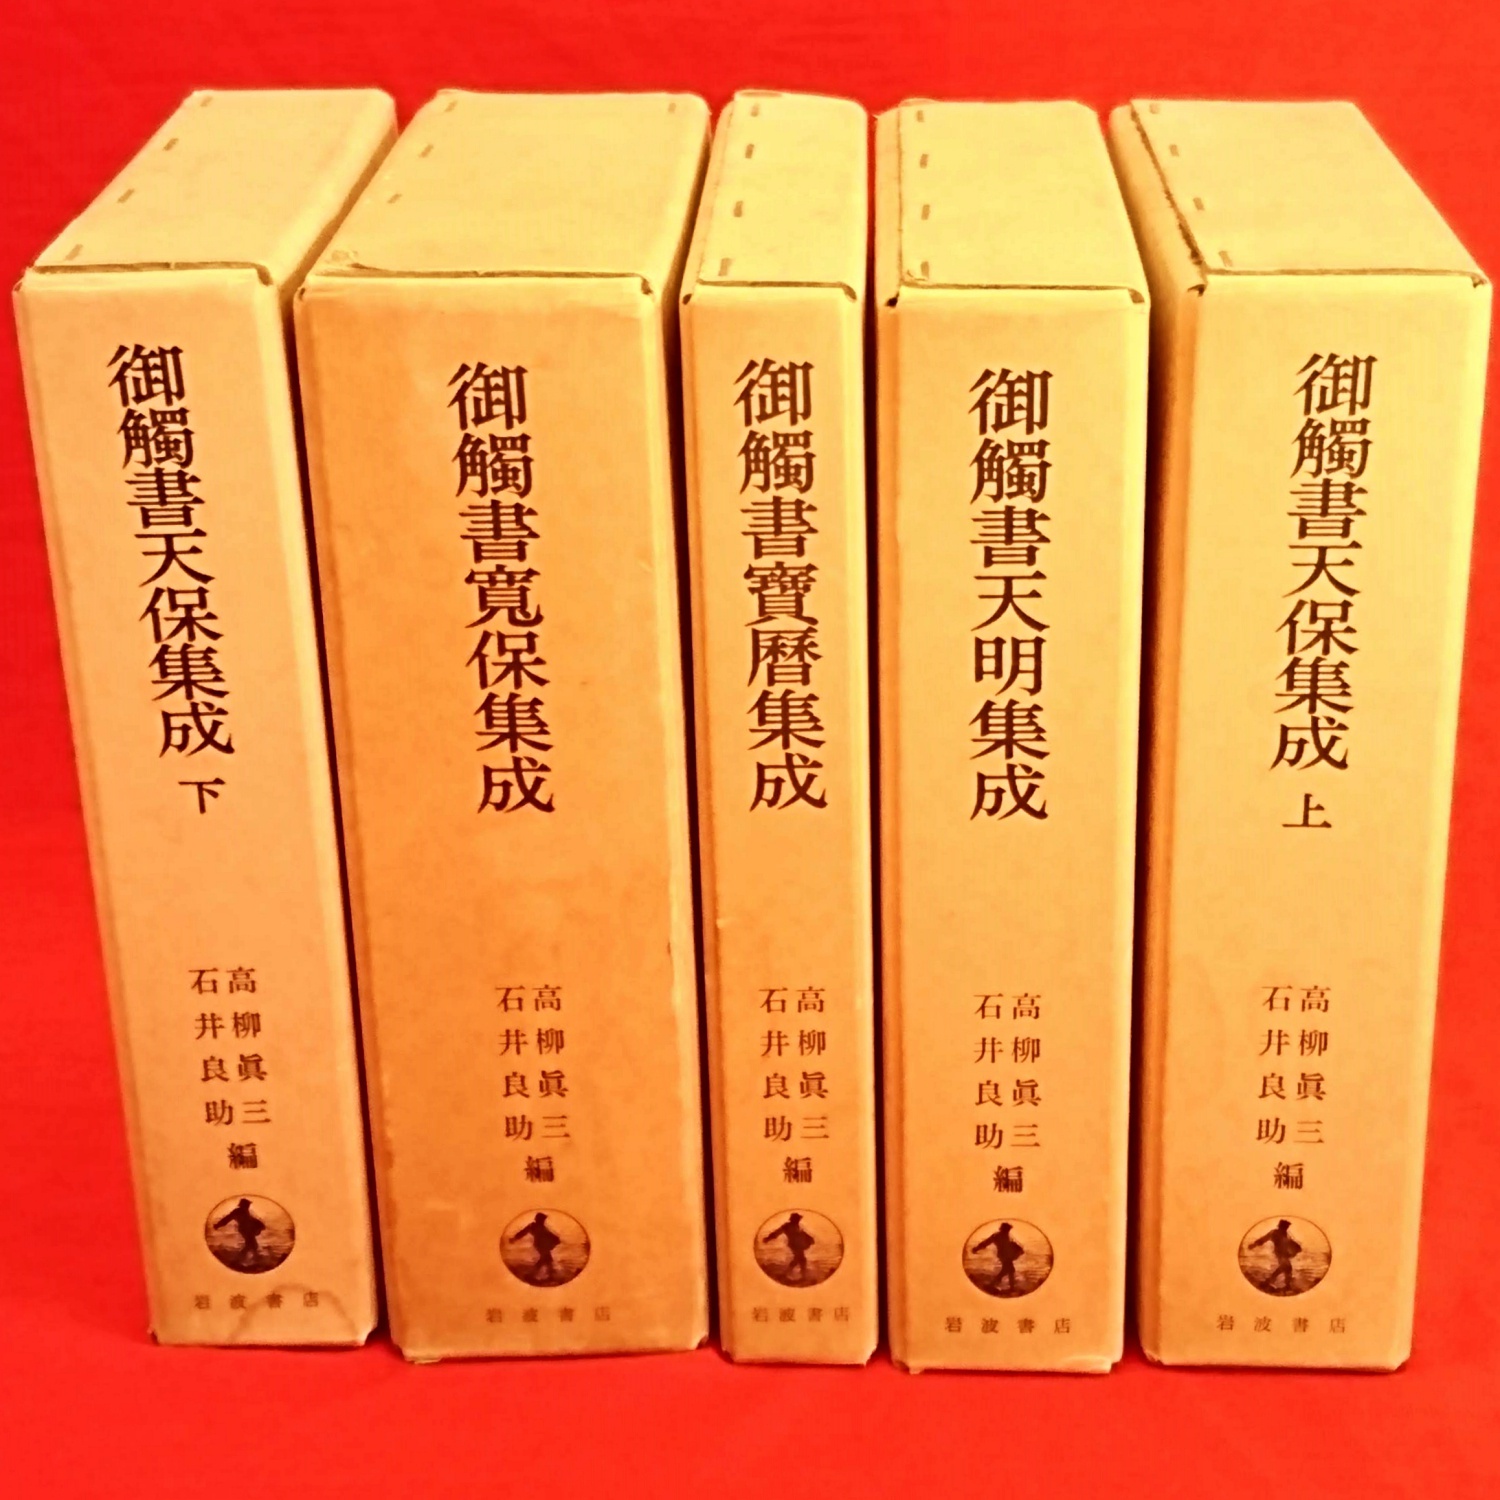 御觸書天保集成 下
高柳眞三
石井良助
編
岩波書店
御觸書寬保集成
高柳眞三
石井良助
編
岩波書店
御觸書寶曆集成
高柳眞三
石井良助
編
岩波書店
御觸書天明集成
高柳眞三
石井良助
編
岩波書店
御觸書天保集成 上
高柳眞三
石井良助
編
岩波書店